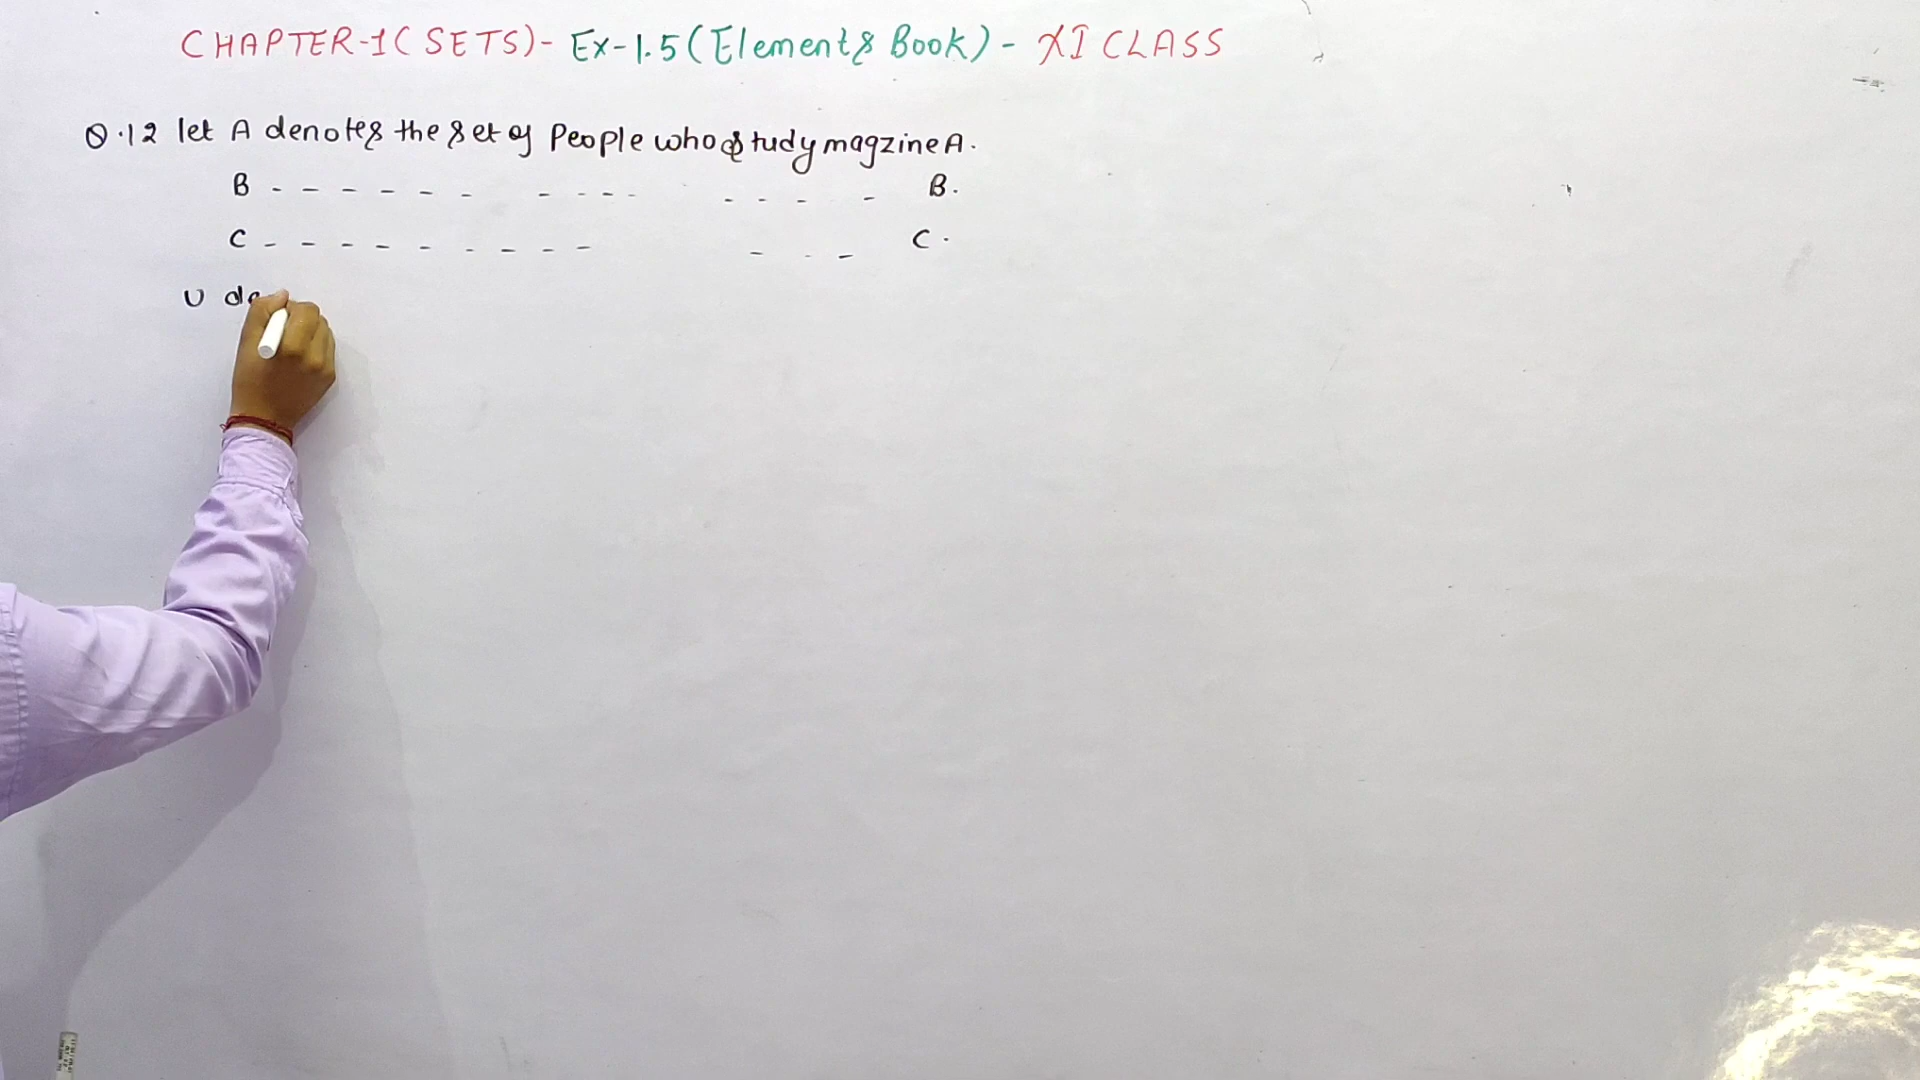 CHAPTER-1(SETS)- Ex-1.5(Elements Book)- XI CLASS
Q.12 let A denotes the set of People who study magzine A.
B - - - - - - - - - - - - - - B.
C - - - - - - - - - - - - C.
U de